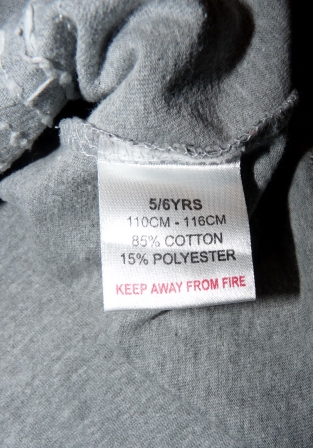 5/6YRS
110CM - 116CM
85% COTTON
15% POLYESTER
KEEP AWAY FROM FIRE